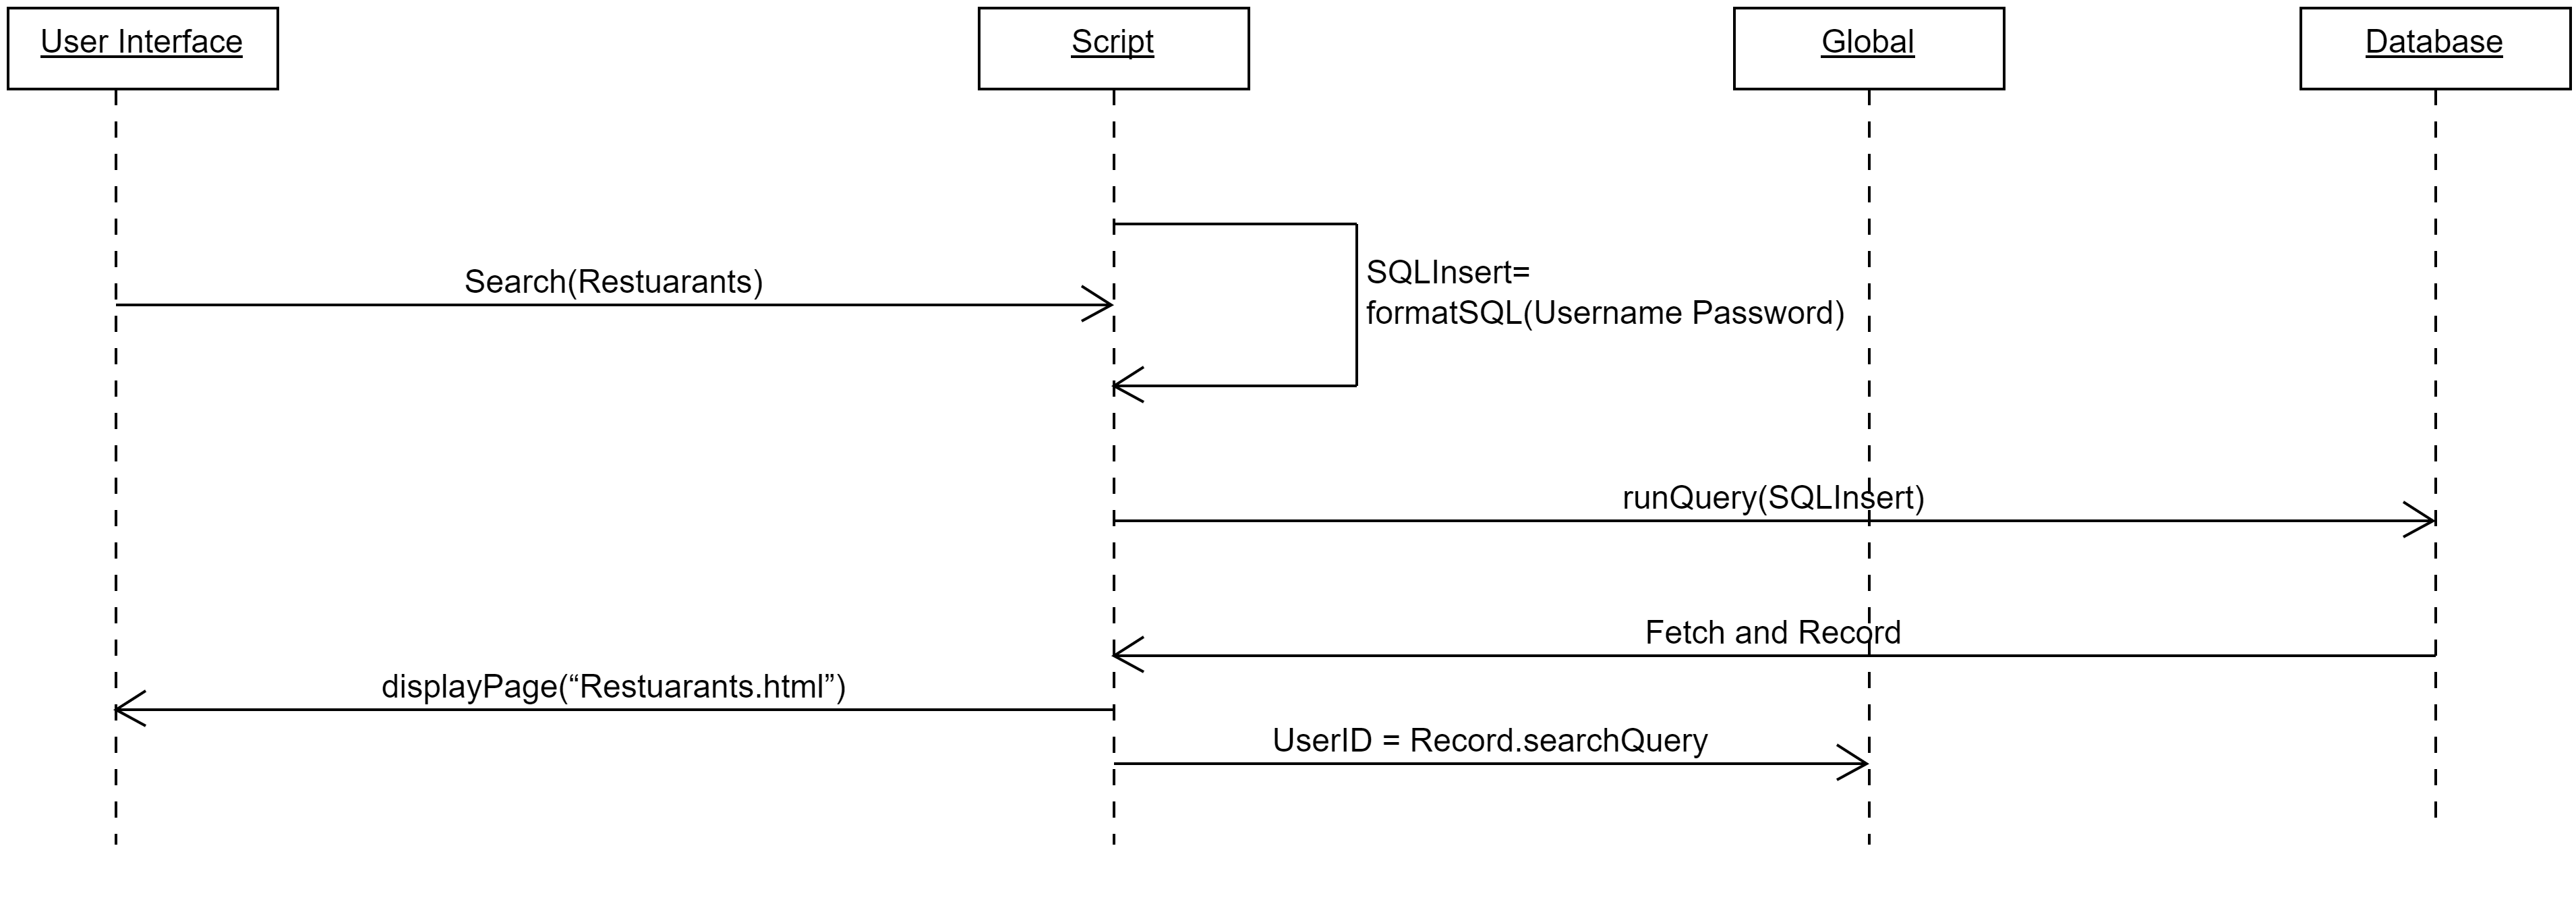 User Interface
Script
Global
Database
SQLInsert=
Search(Restuarants)
formatSQL(Username Password)
runQuery(SQLInsert)
Fetch and Record
displayPage(“Restuarants.html”)
UserID = Record.searchQuery